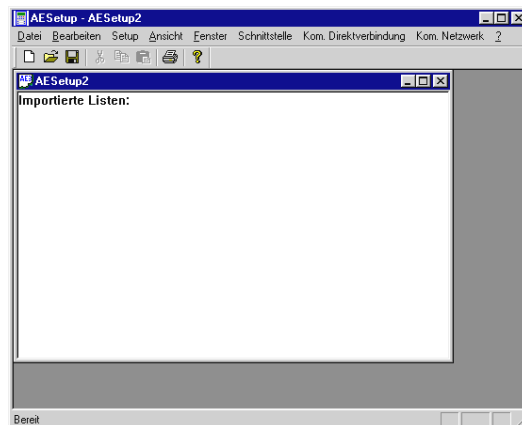 AESetup - AESetup2
Datei Bearbeiten Setup Ansicht Fenster Schnittstelle Kom. Direktverbindung Kom. Netzwerk ?
AESetup2
Importierte Listen:
Bereit